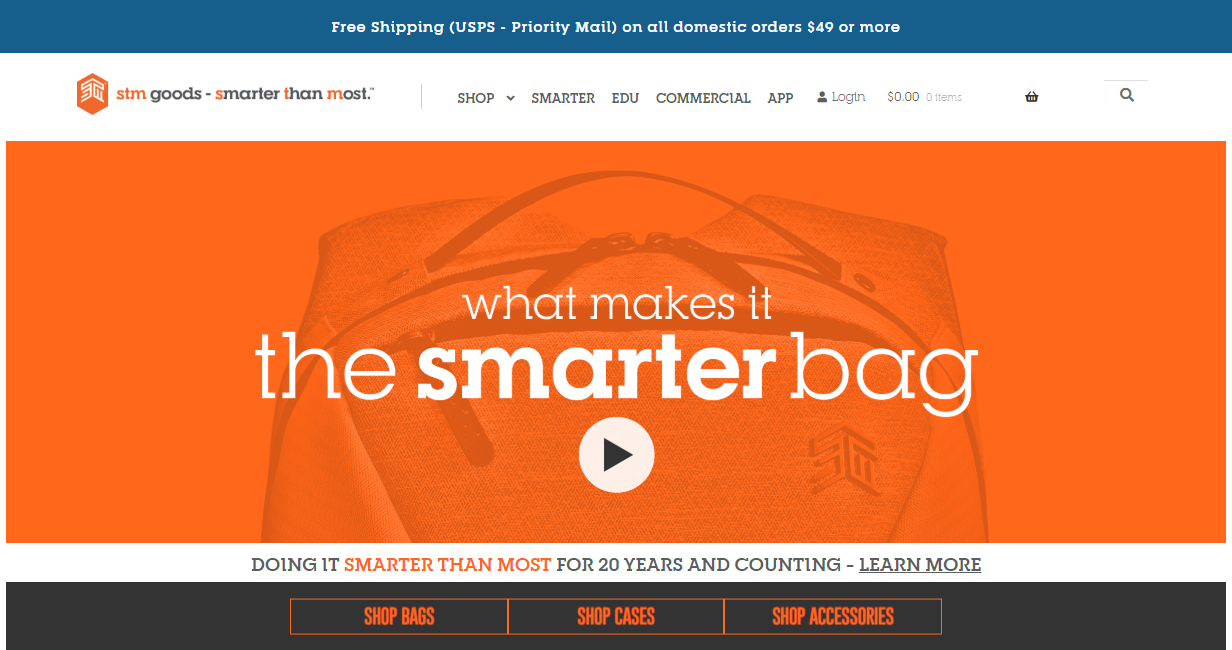 Free Shipping (USPS - Priority Mail) on all domestic orders $49 or more
stm goods - smarter than most.™
SHOP SMARTER EDU COMMERCIAL APP Login $0.00 0 items
what makes it
the smarter bag
STM
DOING IT SMARTER THAN MOST FOR 20 YEARS AND COUNTING - LEARN MORE
SHOP BAGS SHOP CASES SHOP ACCESSORIES